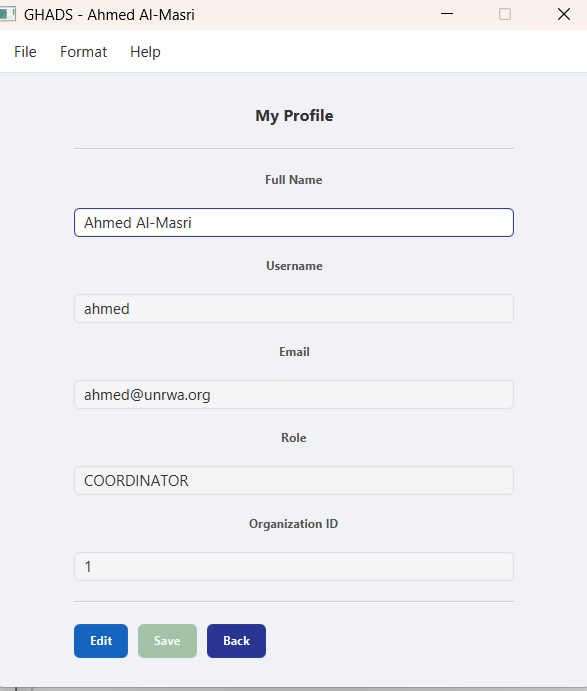 GHADS - Ahmed Al-Masri
File Format Help
My Profile
Full Name
Ahmed Al-Masri
Username
ahmed
Email
ahmed@unrwa.org
Role
COORDINATOR
Organization ID
1
Edit Save Back